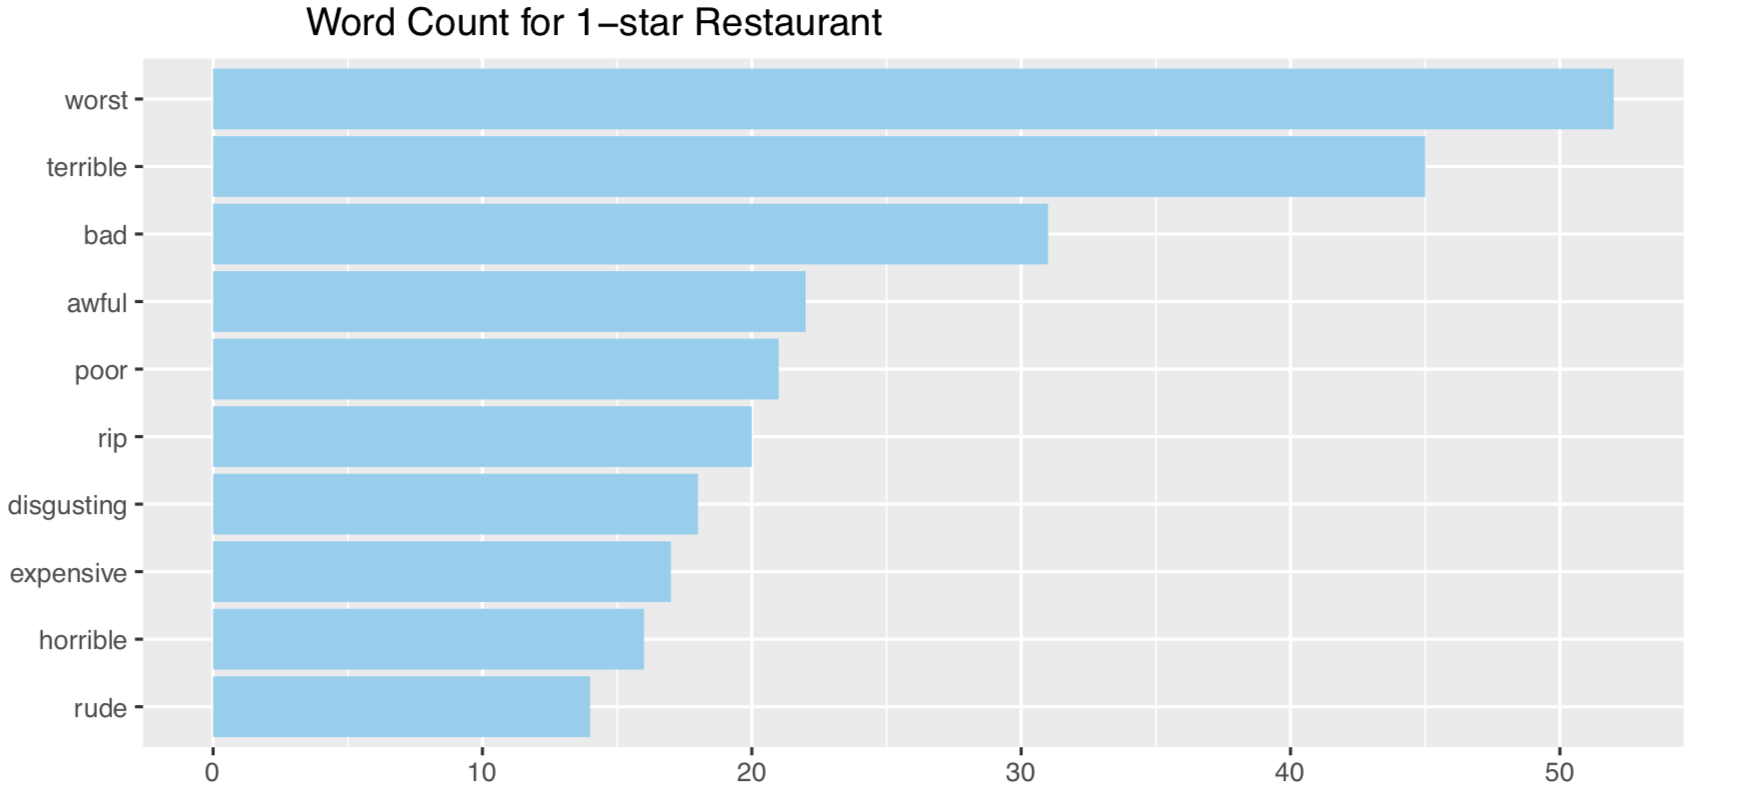 Word Count for 1−star Restaurant
worst
terrible
bad
awful
poor
rip
disgusting
expensive
horrible
rude
0 10 20 30 40 50